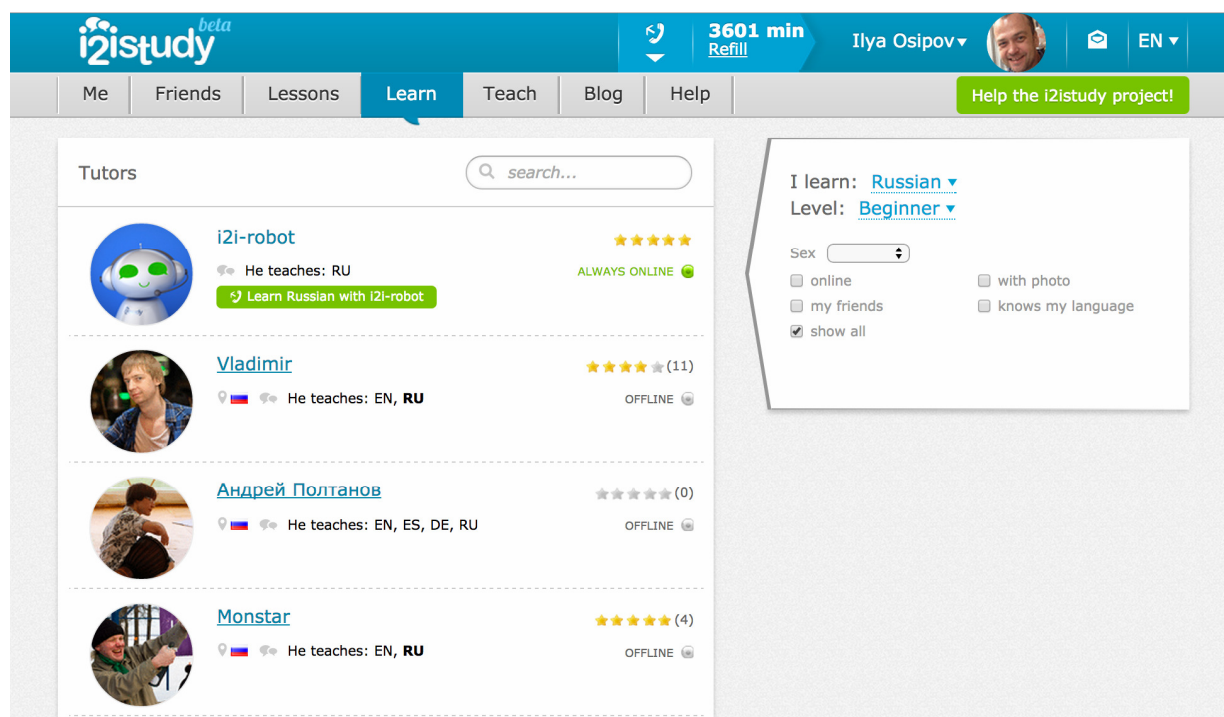 i2istudy beta
3601 min
Refill
Ilya Osipov
EN
Me Friends Lessons Learn Teach Blog Help
Help the i2istudy project!
Tutors
search...
i2i-robot
He teaches: RU
ALWAYS ONLINE
Learn Russian with i2i-robot
Vladimir
(11)
He teaches: EN, RU
OFFLINE
Андрей Полтанов
(0)
He teaches: EN, ES, DE, RU
OFFLINE
Monstar
(4)
He teaches: EN, RU
OFFLINE
I learn: Russian
Level: Beginner
Sex
online with photo
my friends knows my language
show all